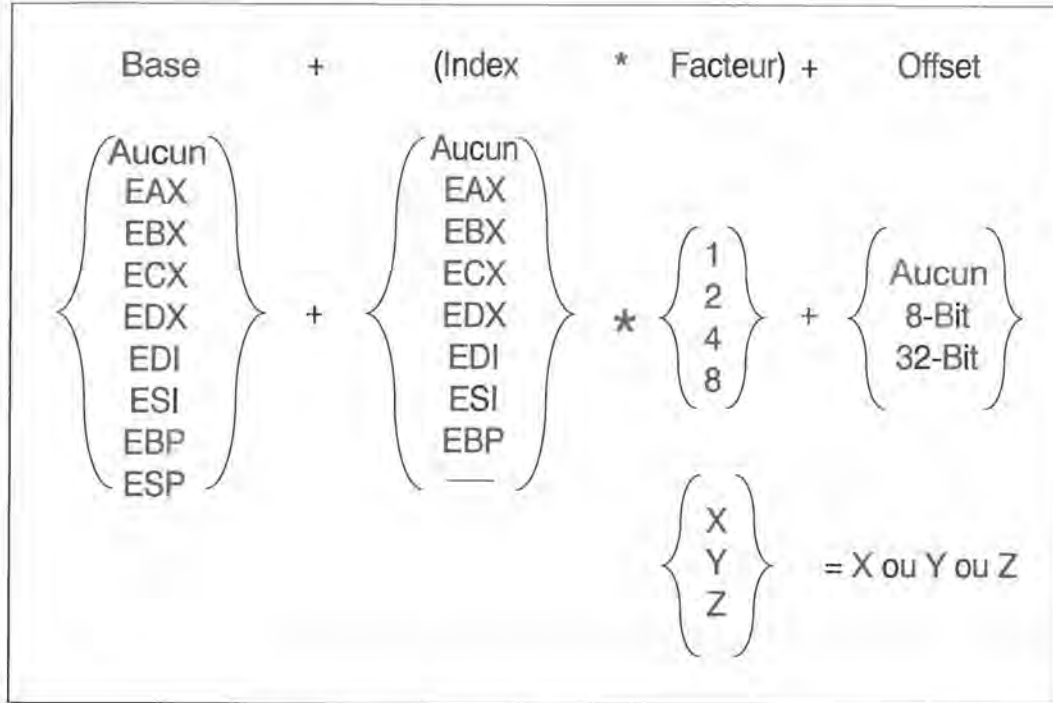 Base + (Index * Facteur) + Offset
Aucun
EAX
EBX
ECX
EDX
EDI
ESI
EBP
ESP
+
Aucun
EAX
EBX
ECX
EDX
EDI
ESI
EBP
—
*
1
2
4
8
+
Aucun
8-Bit
32-Bit
X
Y
Z
= X ou Y ou Z